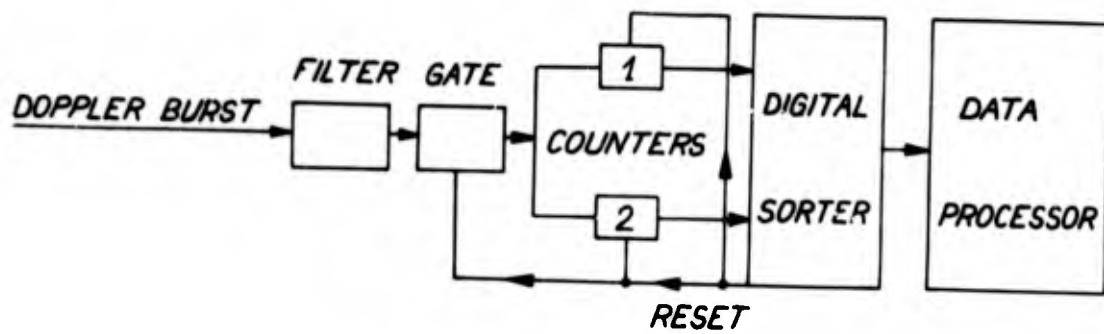 FILTER GATE
DOPPLER BURST
1
COUNTERS
2
DIGITAL
SORTER
DATA
PROCESSOR
RESET